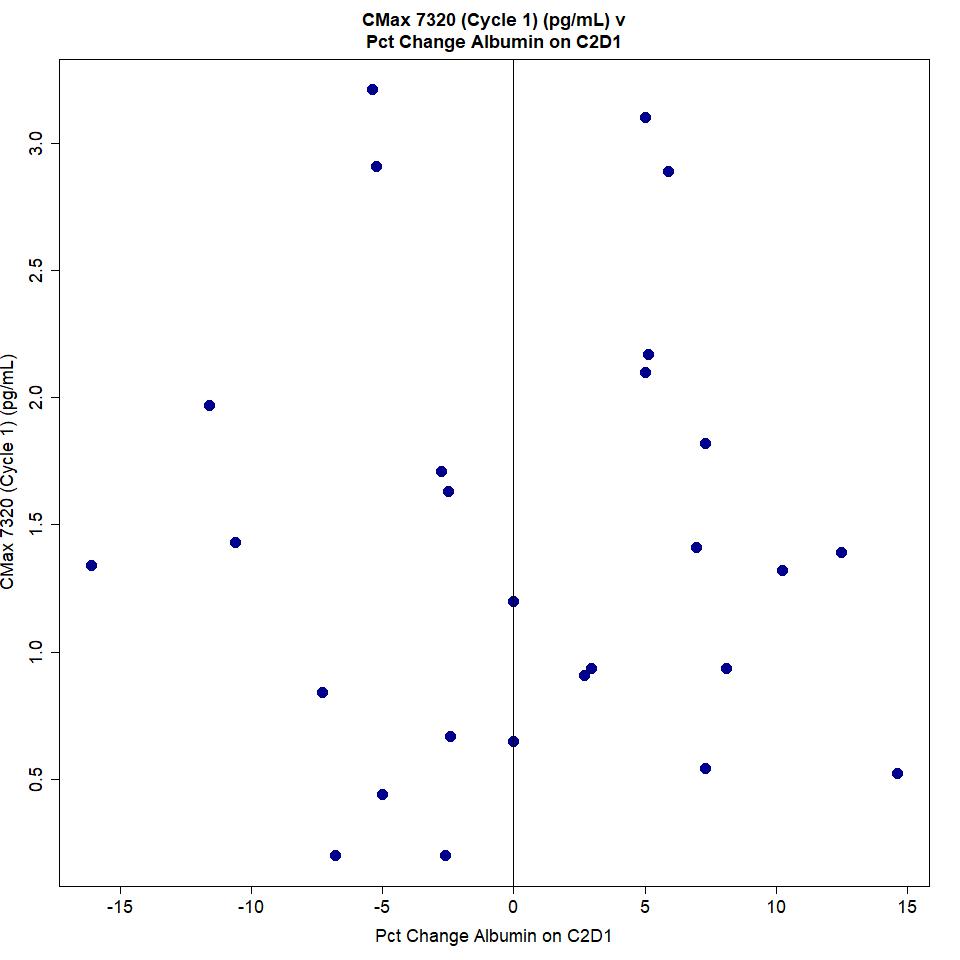 CMax 7320 (Cycle 1) (pg/mL) v
Pct Change Albumin on C2D1
CMax 7320 (Cycle 1) (pg/mL)
3.0
2.5
2.0
1.5
1.0
0.5
-15 -10 -5 0 5 10 15
Pct Change Albumin on C2D1